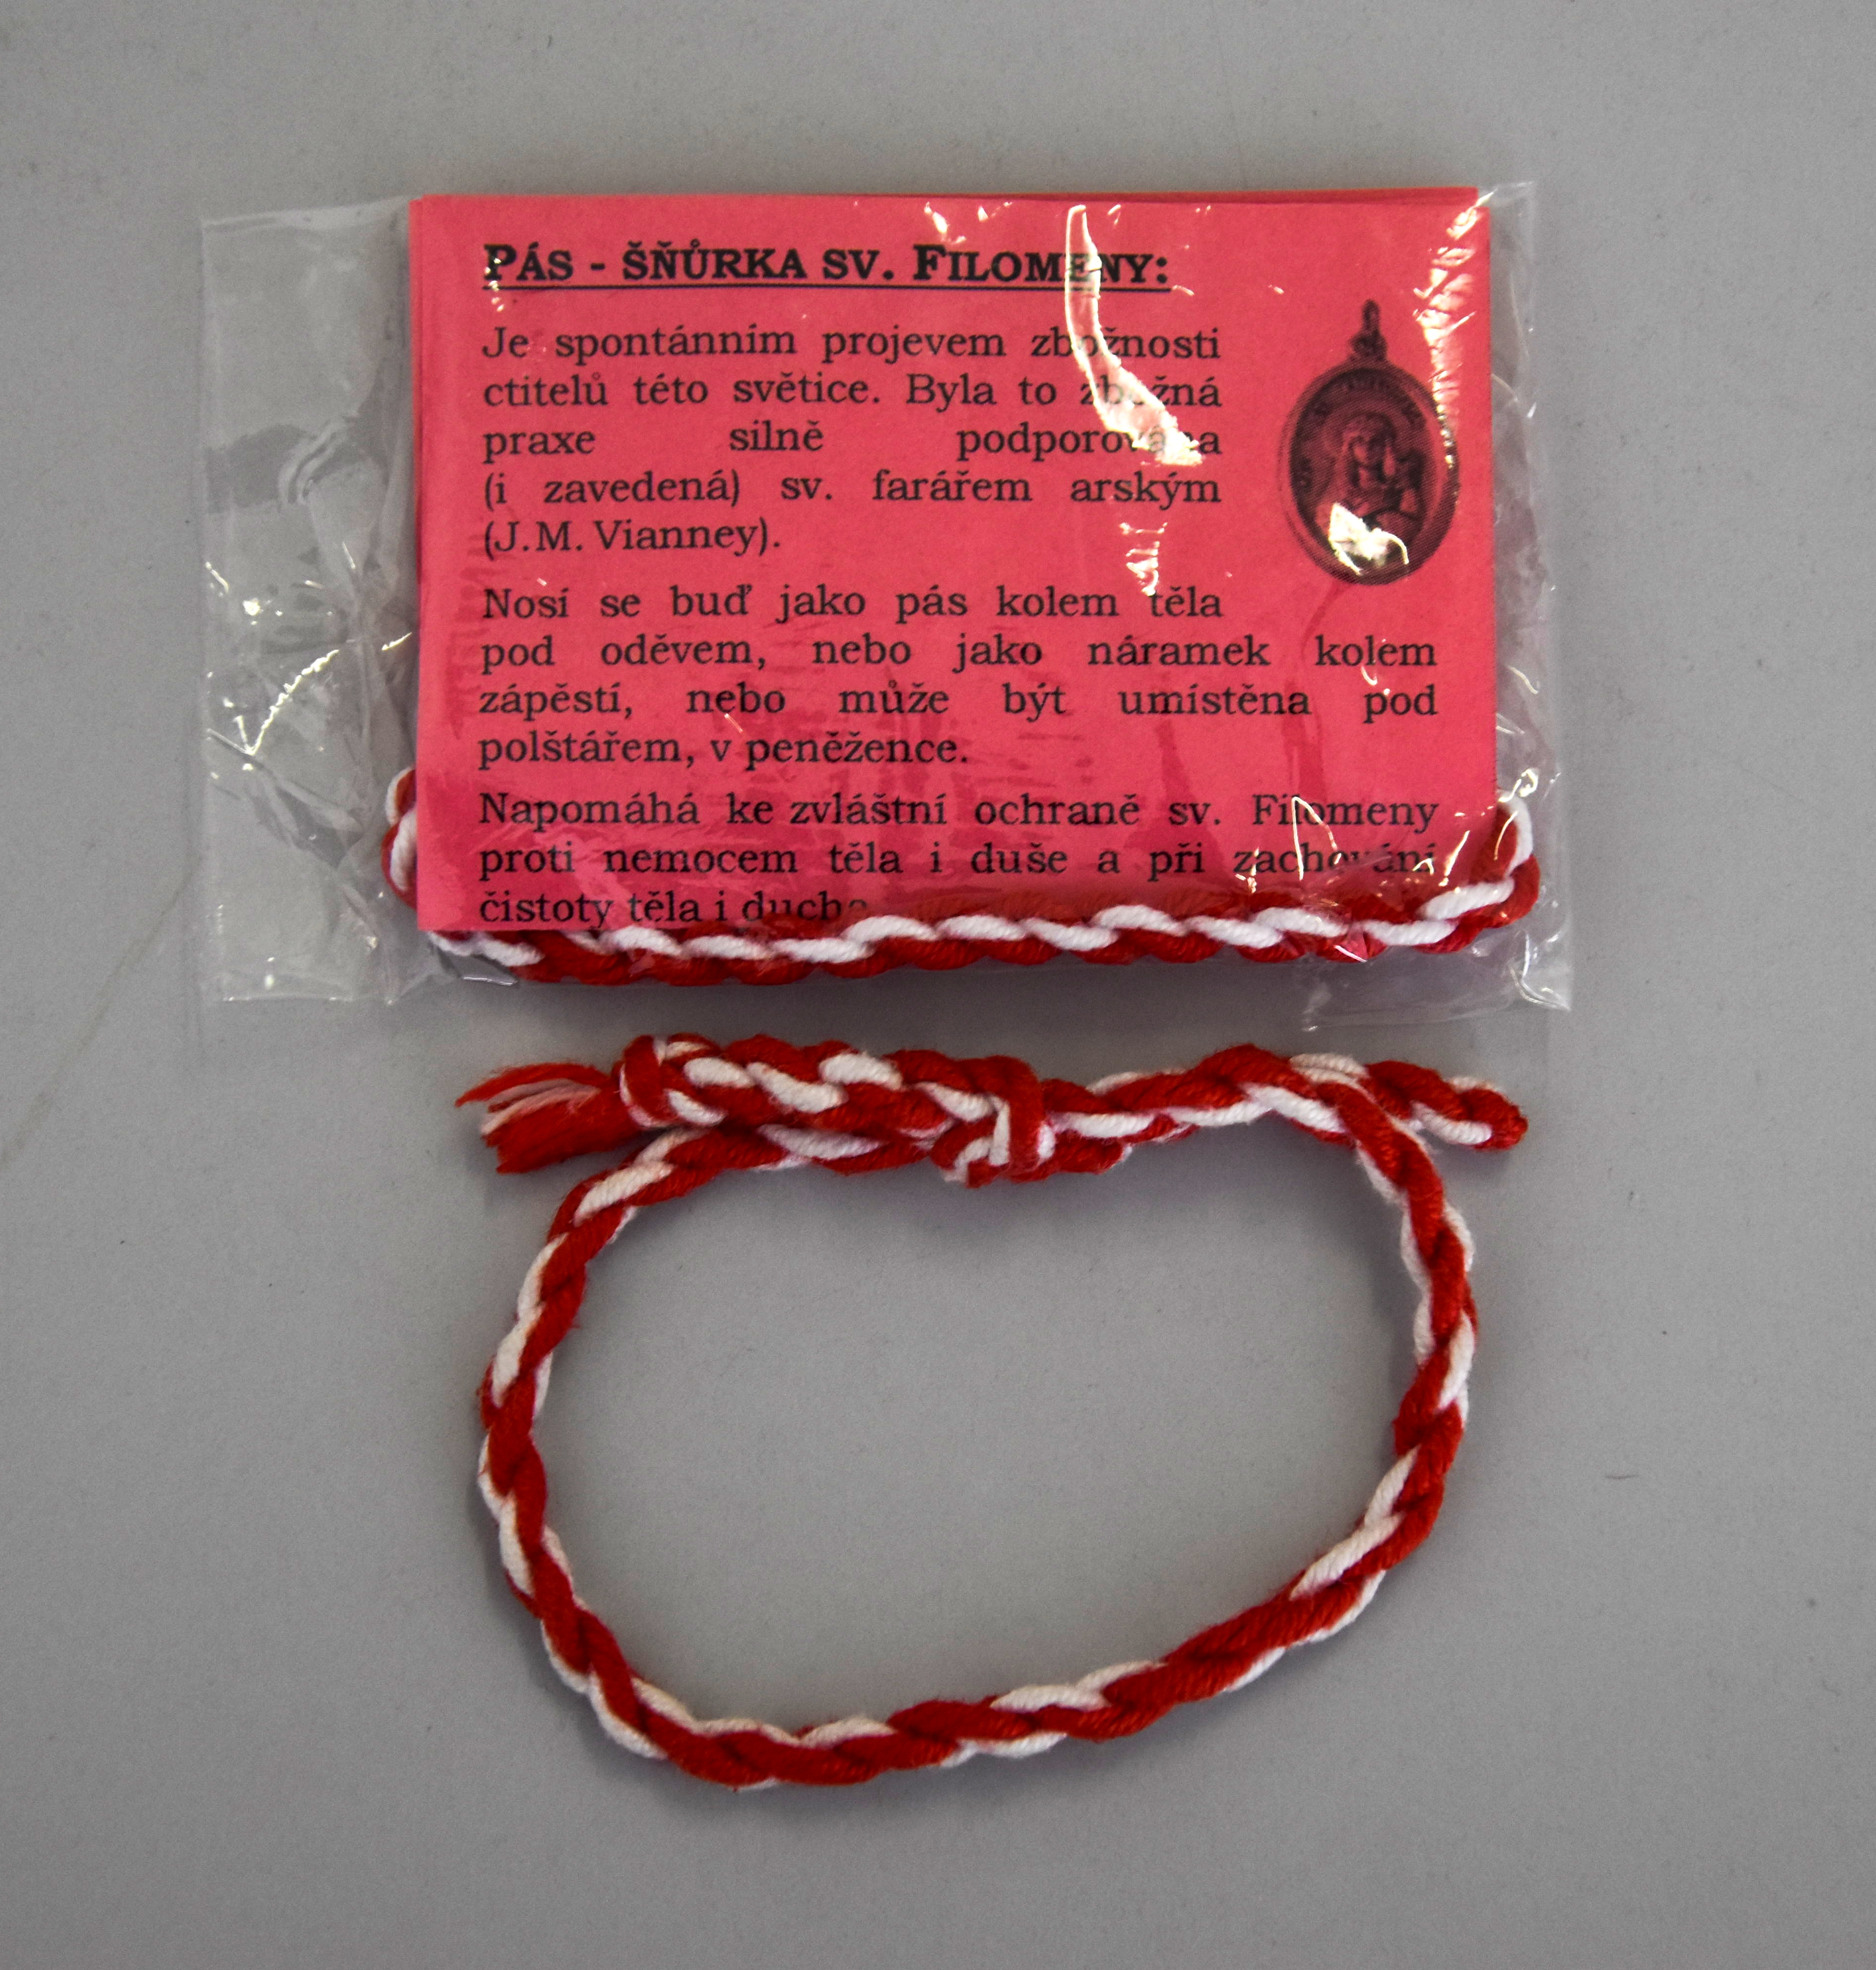 PÁS - ŠŇŮRKA SV. FILOMENY:
Je spontánním projevem zbožnosti
ctitelů této světice. Byla to zbožná
praxe silně podporována
(i zavedená) sv. farářem arským
(J.M. Vianney).
Nosí se buď jako pás kolem těla
pod oděvem, nebo jako náramek kolem
zápěstí, nebo může být umístěna pod
polštářem, v peněžence.
Napomáhá ke zvláštní ochraně sv. Filomeny
proti nemocem těla i duše a při zachování
čistoty těla i ducha